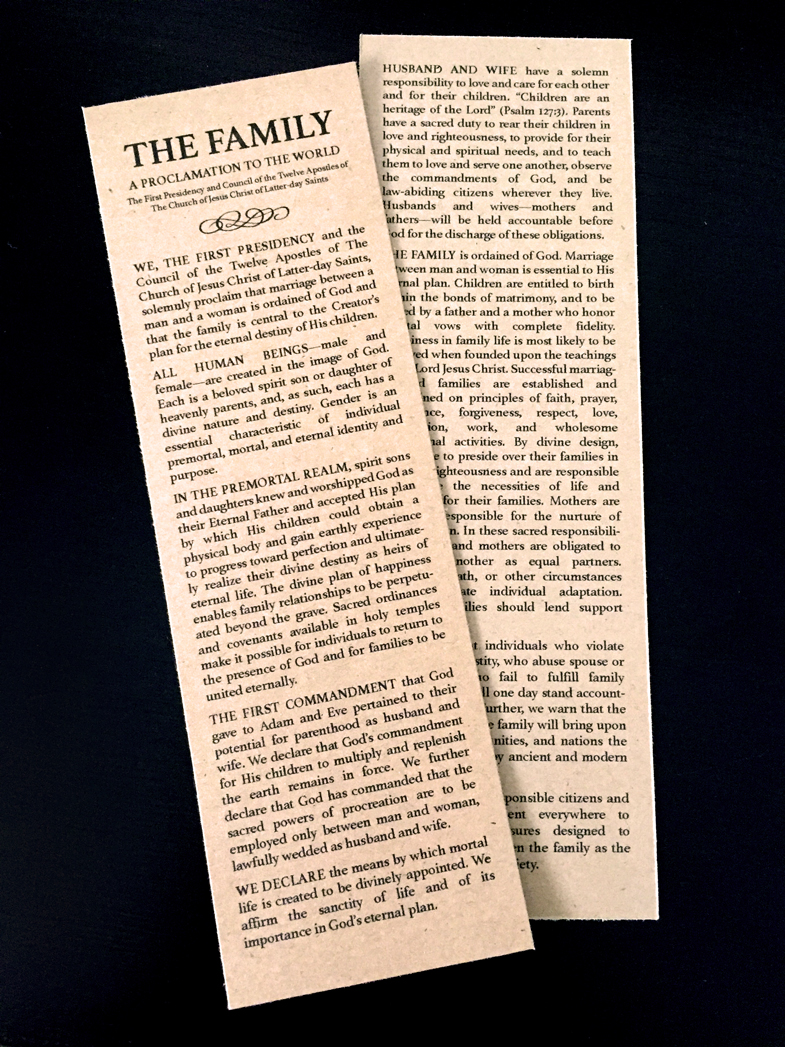 THE FAMILY
A PROCLAMATION TO THE WORLD
The First Presidency and Council of the Twelve Apostles of
The Church of Jesus Christ of Latter-day Saints
WE, THE FIRST PRESIDENCY and the
Council of the Twelve Apostles of The
Church of Jesus Christ of Latter-day Saints,
solemnly proclaim that marriage between a
man and a woman is ordained of God and
that the family is central to the Creator's
plan for the eternal destiny of His children.
ALL HUMAN BEINGS—male and
female—are created in the image of God.
Each is a beloved spirit son or daughter of
heavenly parents, and, as such, each has a
divine nature and destiny. Gender is an
essential characteristic of individual
premortal, mortal, and eternal identity and
purpose.
IN THE PREMORTAL REALM, spirit sons
and daughters knew and worshipped God as
their Eternal Father and accepted His plan
by which His children could obtain a
physical body and gain earthly experience
to progress toward perfection and ultimate-
ly realize their divine destiny as heirs of
eternal life. The divine plan of happiness
enables family relationships to be perpetu-
ated beyond the grave. Sacred ordinances
and covenants available in holy temples
make it possible for individuals to return to
the presence of God and for families to be
united eternally.
THE FIRST COMMANDMENT that God
gave to Adam and Eve pertained to their
potential for parenthood as husband and
wife. We declare that God's commandment
for His children to multiply and replenish
the earth remains in force. We further
declare that God has commanded that the
sacred powers of procreation are to be
employed only between man and woman,
lawfully wedded as husband and wife.
WE DECLARE the means by which mortal
life is created to be divinely appointed. We
affirm the sanctity of life and of its
importance in God's eternal plan.
HUSBAND AND WIFE have a solemn
responsibility to love and care for each other
and for their children. "Children are an
heritage of the Lord" (Psalm 127:3). Parents
have a sacred duty to rear their children in
love and righteousness, to provide for their
physical and spiritual needs, and to teach
them to love and serve one another, observe
the commandments of God, and be
law-abiding citizens wherever they live.
Husbands and wives—mothers and
fathers—will be held accountable before
God for the discharge of these obligations.
THE FAMILY is ordained of God. Marriage
ween man and woman is essential to His
rnal plan. Children are entitled to birth
in the bonds of matrimony, and to be
ed by a father and a mother who honor
tal vows with complete fidelity.
iness in family life is most likely to be
ved when founded upon the teachings
Lord Jesus Christ. Successful marriag-
d families are established and
ned on principles of faith, prayer,
nce, forgiveness, respect, love,
ion, work, and wholesome
nal activities. By divine design,
e to preside over their families in
ighteousness and are responsible
the necessities of life and
for their families. Mothers are
esponsible for the nurture of
n. In these sacred responsibili-
and mothers are obligated to
nother as equal partners.
ath, or other circumstances
te individual adaptation.
ilies should lend support
t individuals who violate
stity, who abuse spouse or
o fail to fulfill family
ll one day stand account-
urther, we warn that the
e family will bring upon
nities, and nations the
y ancient and modern
ponsible citizens and
ent everywhere to
sures designed to
n the family as the
iety.